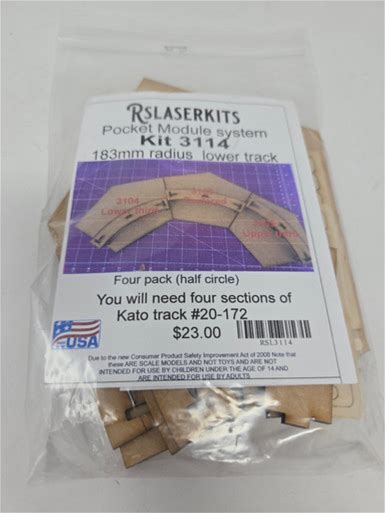 RSLASERKITS
Pocket Module system
Kit 3114
183mm radius lower track
3104
Lower
Four pack (half circle)
You will need four sections of
Kato track #20-172
$23.00
USA
RSL3114
Due to the new Consumer Product Safety Improvement Act of 2008 Note that
these ARE SCALE MODELS AND NOT TOYS AND ARE NOT
INTENDED FOR USE BY CHILDREN UNDER THE AGE OF 14 AND
ARE INTENDED FOR USE BY ADULTS